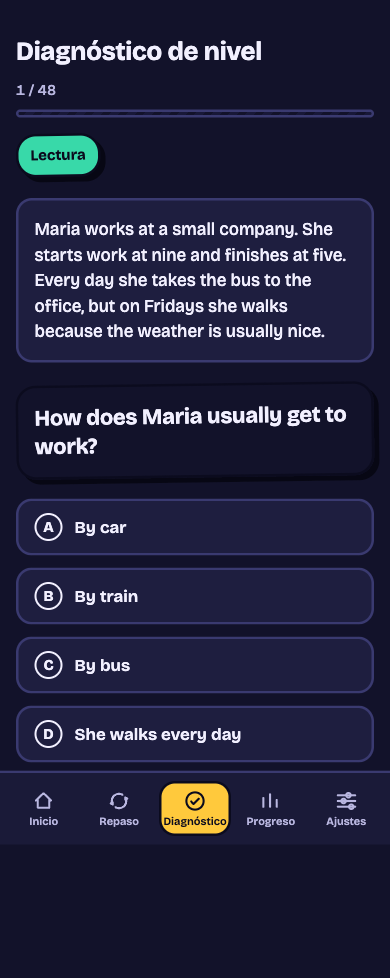 Diagnóstico de nivel
1 / 48
Lectura
Maria works at a small company. She
starts work at nine and finishes at five.
Every day she takes the bus to the
office, but on Fridays she walks
because the weather is usually nice.
How does Maria usually get to
work?
A By car
B By train
C By bus
D She walks every day
Inicio Repaso Diagnóstico Progreso Ajustes